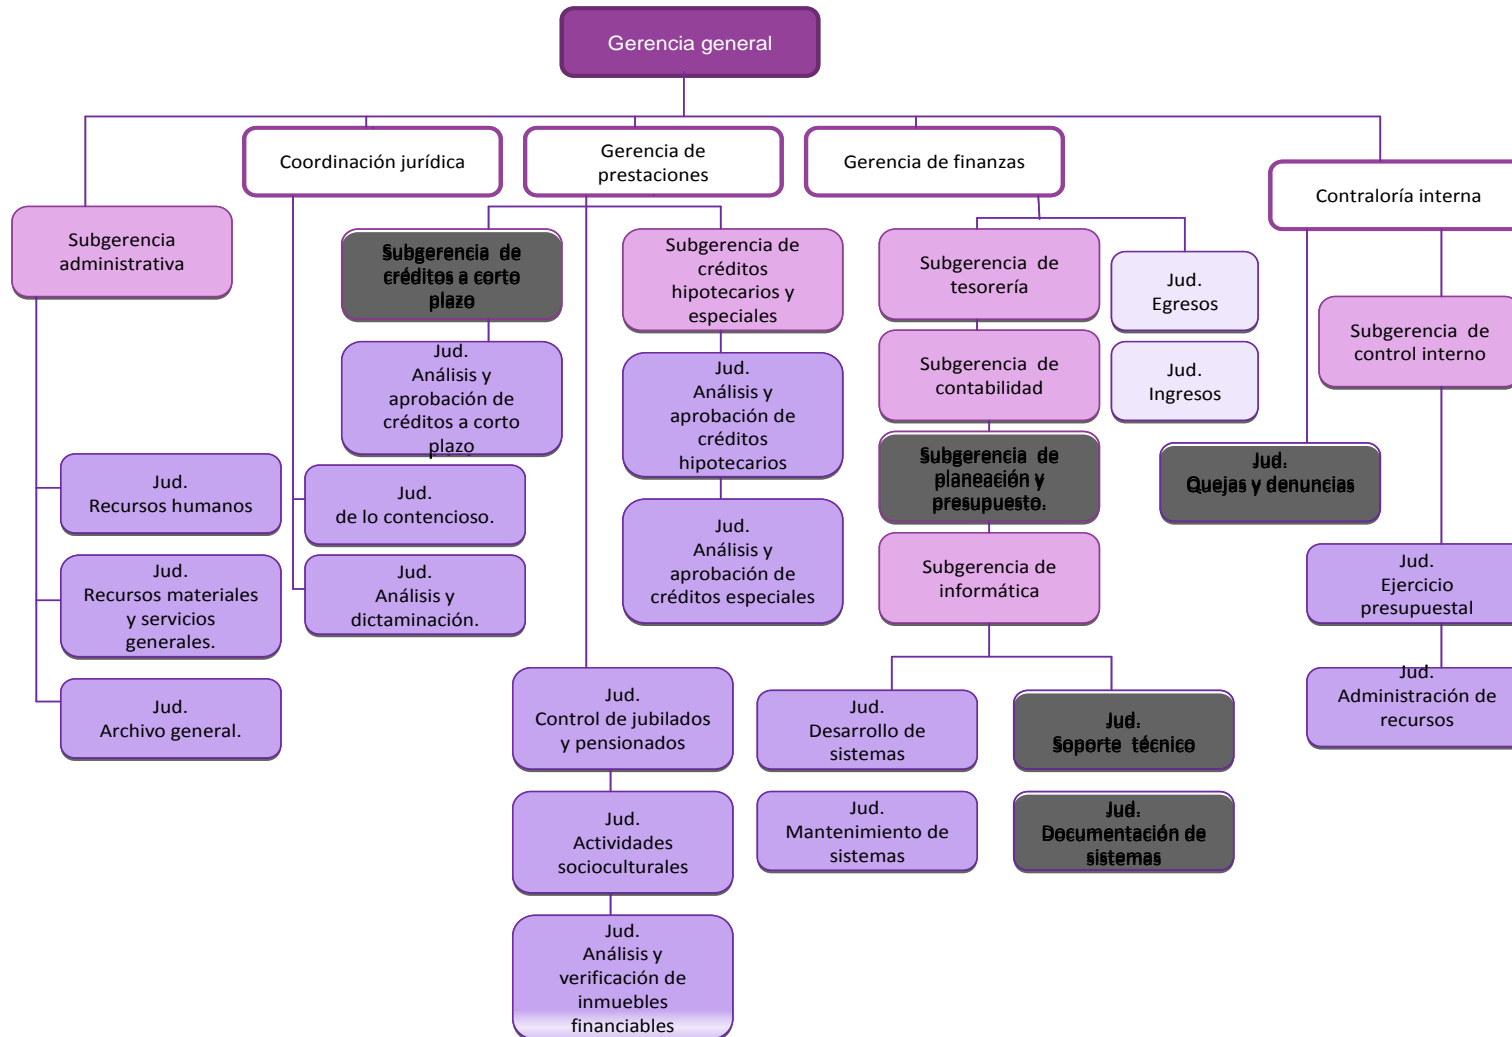 Gerencia general
Coordinación jurídica
Gerencia de
prestaciones
Gerencia de finanzas
Contraloría interna
Subgerencia
administrativa
Jud.
Recursos humanos
Jud.
Recursos materiales
y servicios
generales.
Jud.
Archivo general.
Jud.
de lo contencioso.
Jud.
Análisis y
dictaminación.
Subgerencia de
créditos a corto
plazo
Jud.
Análisis y
aprobación de
créditos a corto
plazo
Subgerencia de
créditos
hipotecarios y
especiales
Jud.
Análisis y
aprobación de
créditos
hipotecarios
Jud.
Análisis y
aprobación de
créditos especiales
Jud.
Control de jubilados
y pensionados
Jud.
Actividades
socioculturales
Jud.
Análisis y
verificación de
inmuebles
financiables
Subgerencia de
tesorería
Subgerencia de
contabilidad
Subgerencia de
planeación y
presupuesto.
Subgerencia de
informática
Jud.
Egresos
Jud.
Ingresos
Jud.
Desarrollo de
sistemas
Jud.
Mantenimiento de
sistemas
Jud.
Soporte técnico
Jud.
Documentación de
sistemas
Jud.
Quejas y denuncias
Subgerencia de
control interno
Jud.
Ejercicio
presupuestal
Jud.
Administración de
recursos